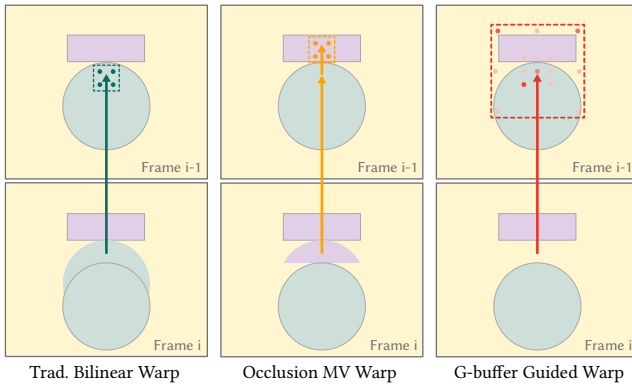 Frame i-1
Frame i-1
Frame i-1
Frame i
Frame i
Frame i
Trad. Bilinear Warp
Occlusion MV Warp
G-buffer Guided Warp